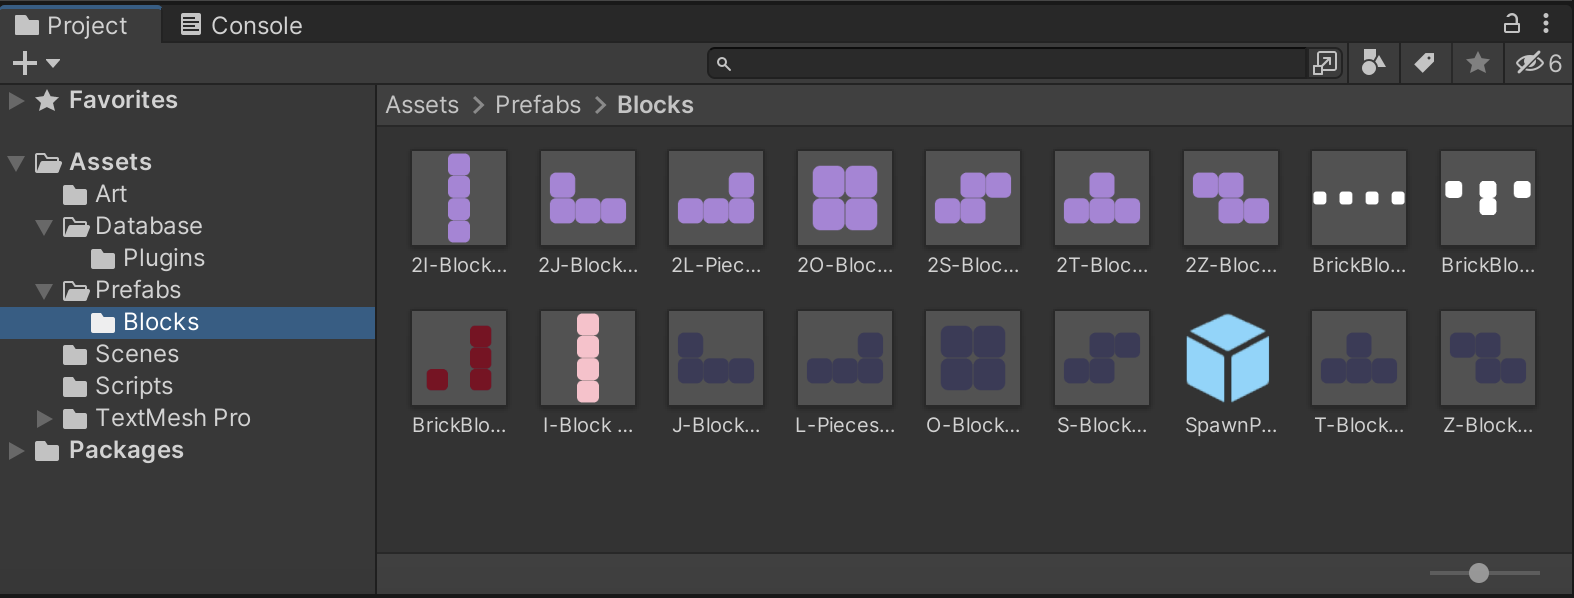 Project
Console
6
Favorites
Assets
Art
Database
Plugins
Prefabs
Blocks
Scenes
Scripts
TextMesh Pro
Packages
Assets > Prefabs > Blocks
2I-Block... 2J-Block... 2L-Piec... 2O-Bloc... 2S-Bloc... 2T-Bloc... 2Z-Bloc... BrickBlo... BrickBlo...
BrickBlo... I-Block ... J-Block... L-Pieces... O-Block... S-Block... SpawnP... T-Block... Z-Block...